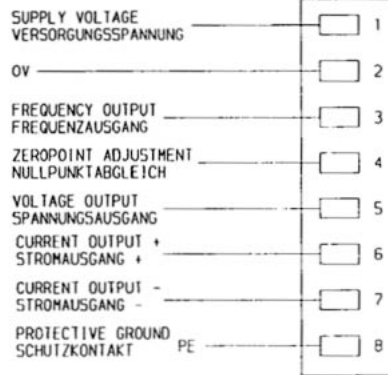 SUPPLY VOLTAGE
VERSORGUNGSSPANNUNG
1
0V
2
FREQUENCY OUTPUT
FREQUENZAUSGANG
3
ZEROPOINT ADJUSTMENT
NULLPUNKTABGLEICH
4
VOLTAGE OUTPUT
SPANNUNGSAUSGANG
5
CURRENT OUTPUT +
STROMAUSGANG +
6
CURRENT OUTPUT -
STROMAUSGANG -
7
PROTECTIVE GROUND
SCHUTZKONTAKT PE
8